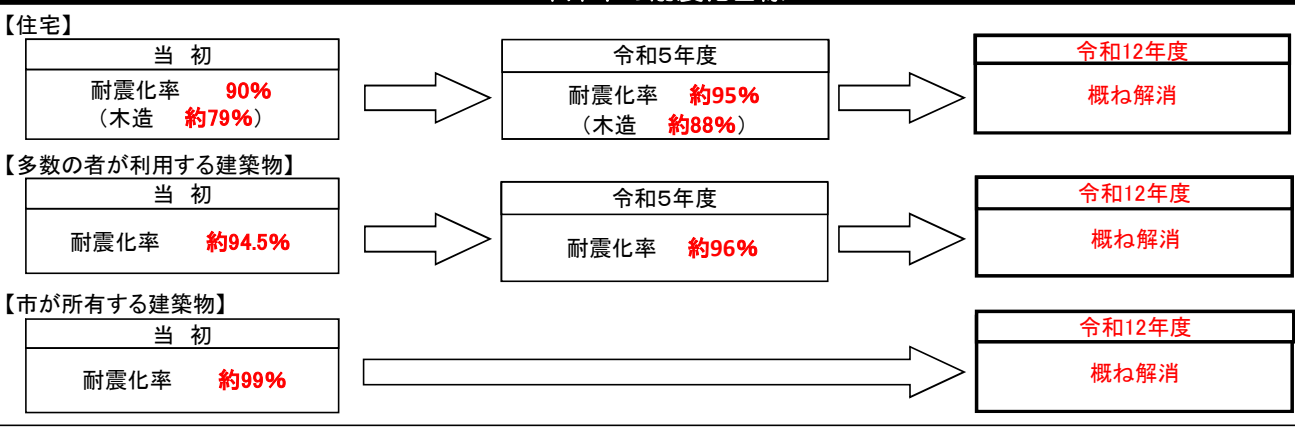 【住宅】
当 初
耐震化率 90%
（木造 約79%）
令和5年度
耐震化率 約95%
（木造 約88%）
令和12年度
概ね解消
【多数の者が利用する建築物】
当 初
耐震化率 約94.5%
令和5年度
耐震化率 約96%
令和12年度
概ね解消
【市が所有する建築物】
当 初
耐震化率 約99%
令和12年度
概ね解消